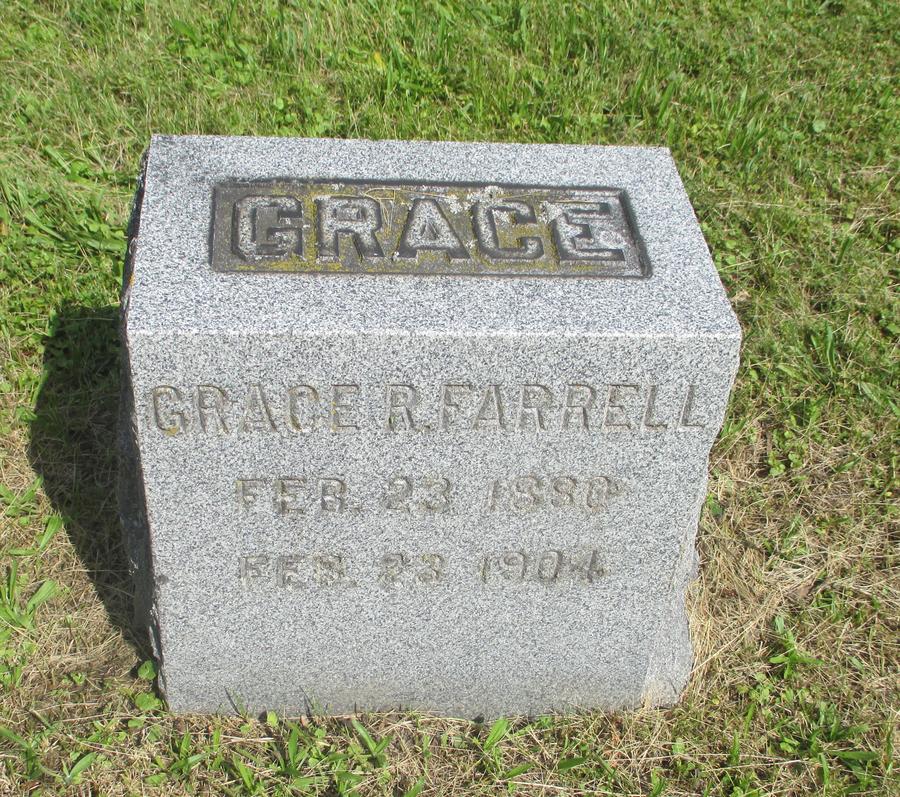 GRACE
GRACE R. FARRELL
FEB. 23. 1880
FEB. 23 1904